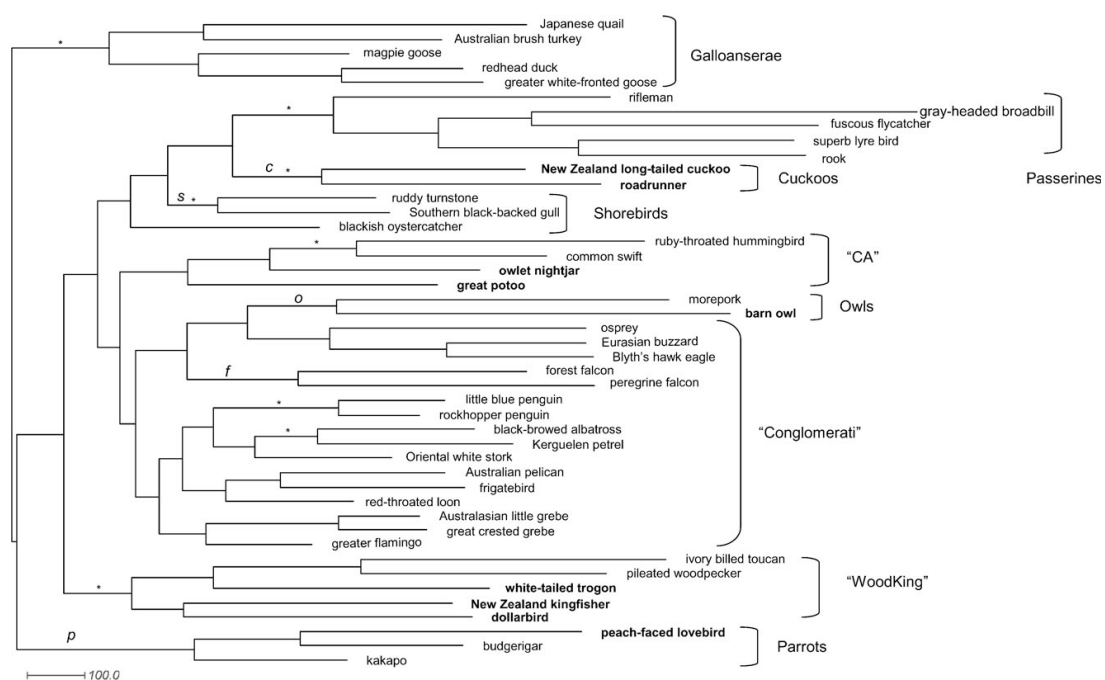 Japanese quail
Australian brush turkey
magpie goose
Galloanserae
redhead duck
greater white-fronted goose
*
rifleman
*
gray-headed broadbill
fuscous flycatcher
superb lyre bird
rook
Passerines
New Zealand long-tailed cuckoo
c *
roadrunner
Cuckoos
ruddy turnstone
s *
Southern black-backed gull
Shorebirds
blackish oystercatcher
ruby-throated hummingbird
*
common swift
"CA"
owlet nightjar
great potoo
morepork
o
barn owl
Owls
osprey
Eurasian buzzard
Blyth's hawk eagle
forest falcon
f
peregrine falcon
little blue penguin
*
rockhopper penguin
black-browed albatross
*
Kerguelen petrel
"Conglomerati"
Oriental white stork
Australian pelican
frigatebird
red-throated loon
Australasian little grebe
great crested grebe
greater flamingo
ivory billed toucan
pileated woodpecker
"WoodKing"
*
white-tailed trogon
New Zealand kingfisher
dollarbird
peach-faced lovebird
p
budgerigar
Parrots
kakapo
100.0